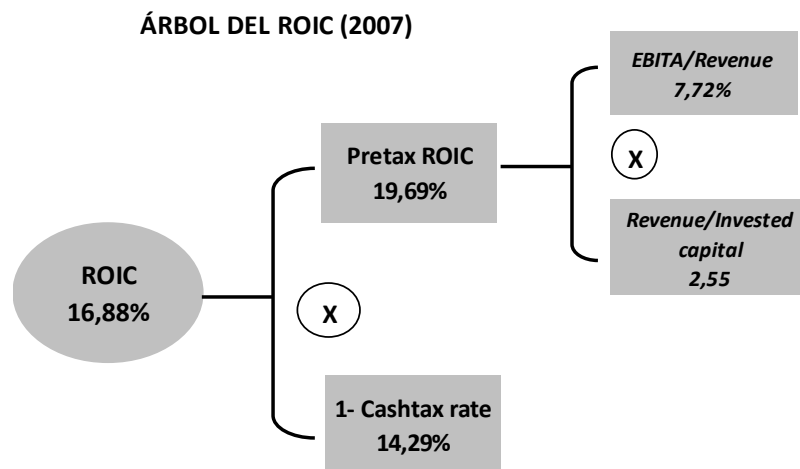 ÁRBOL DEL ROIC (2007)
EBITA/Revenue
7,72%
X
Pretax ROIC
19,69%
Revenue/Invested
capital
2,55
ROIC
16,88%
X
1- Cashtax rate
14,29%